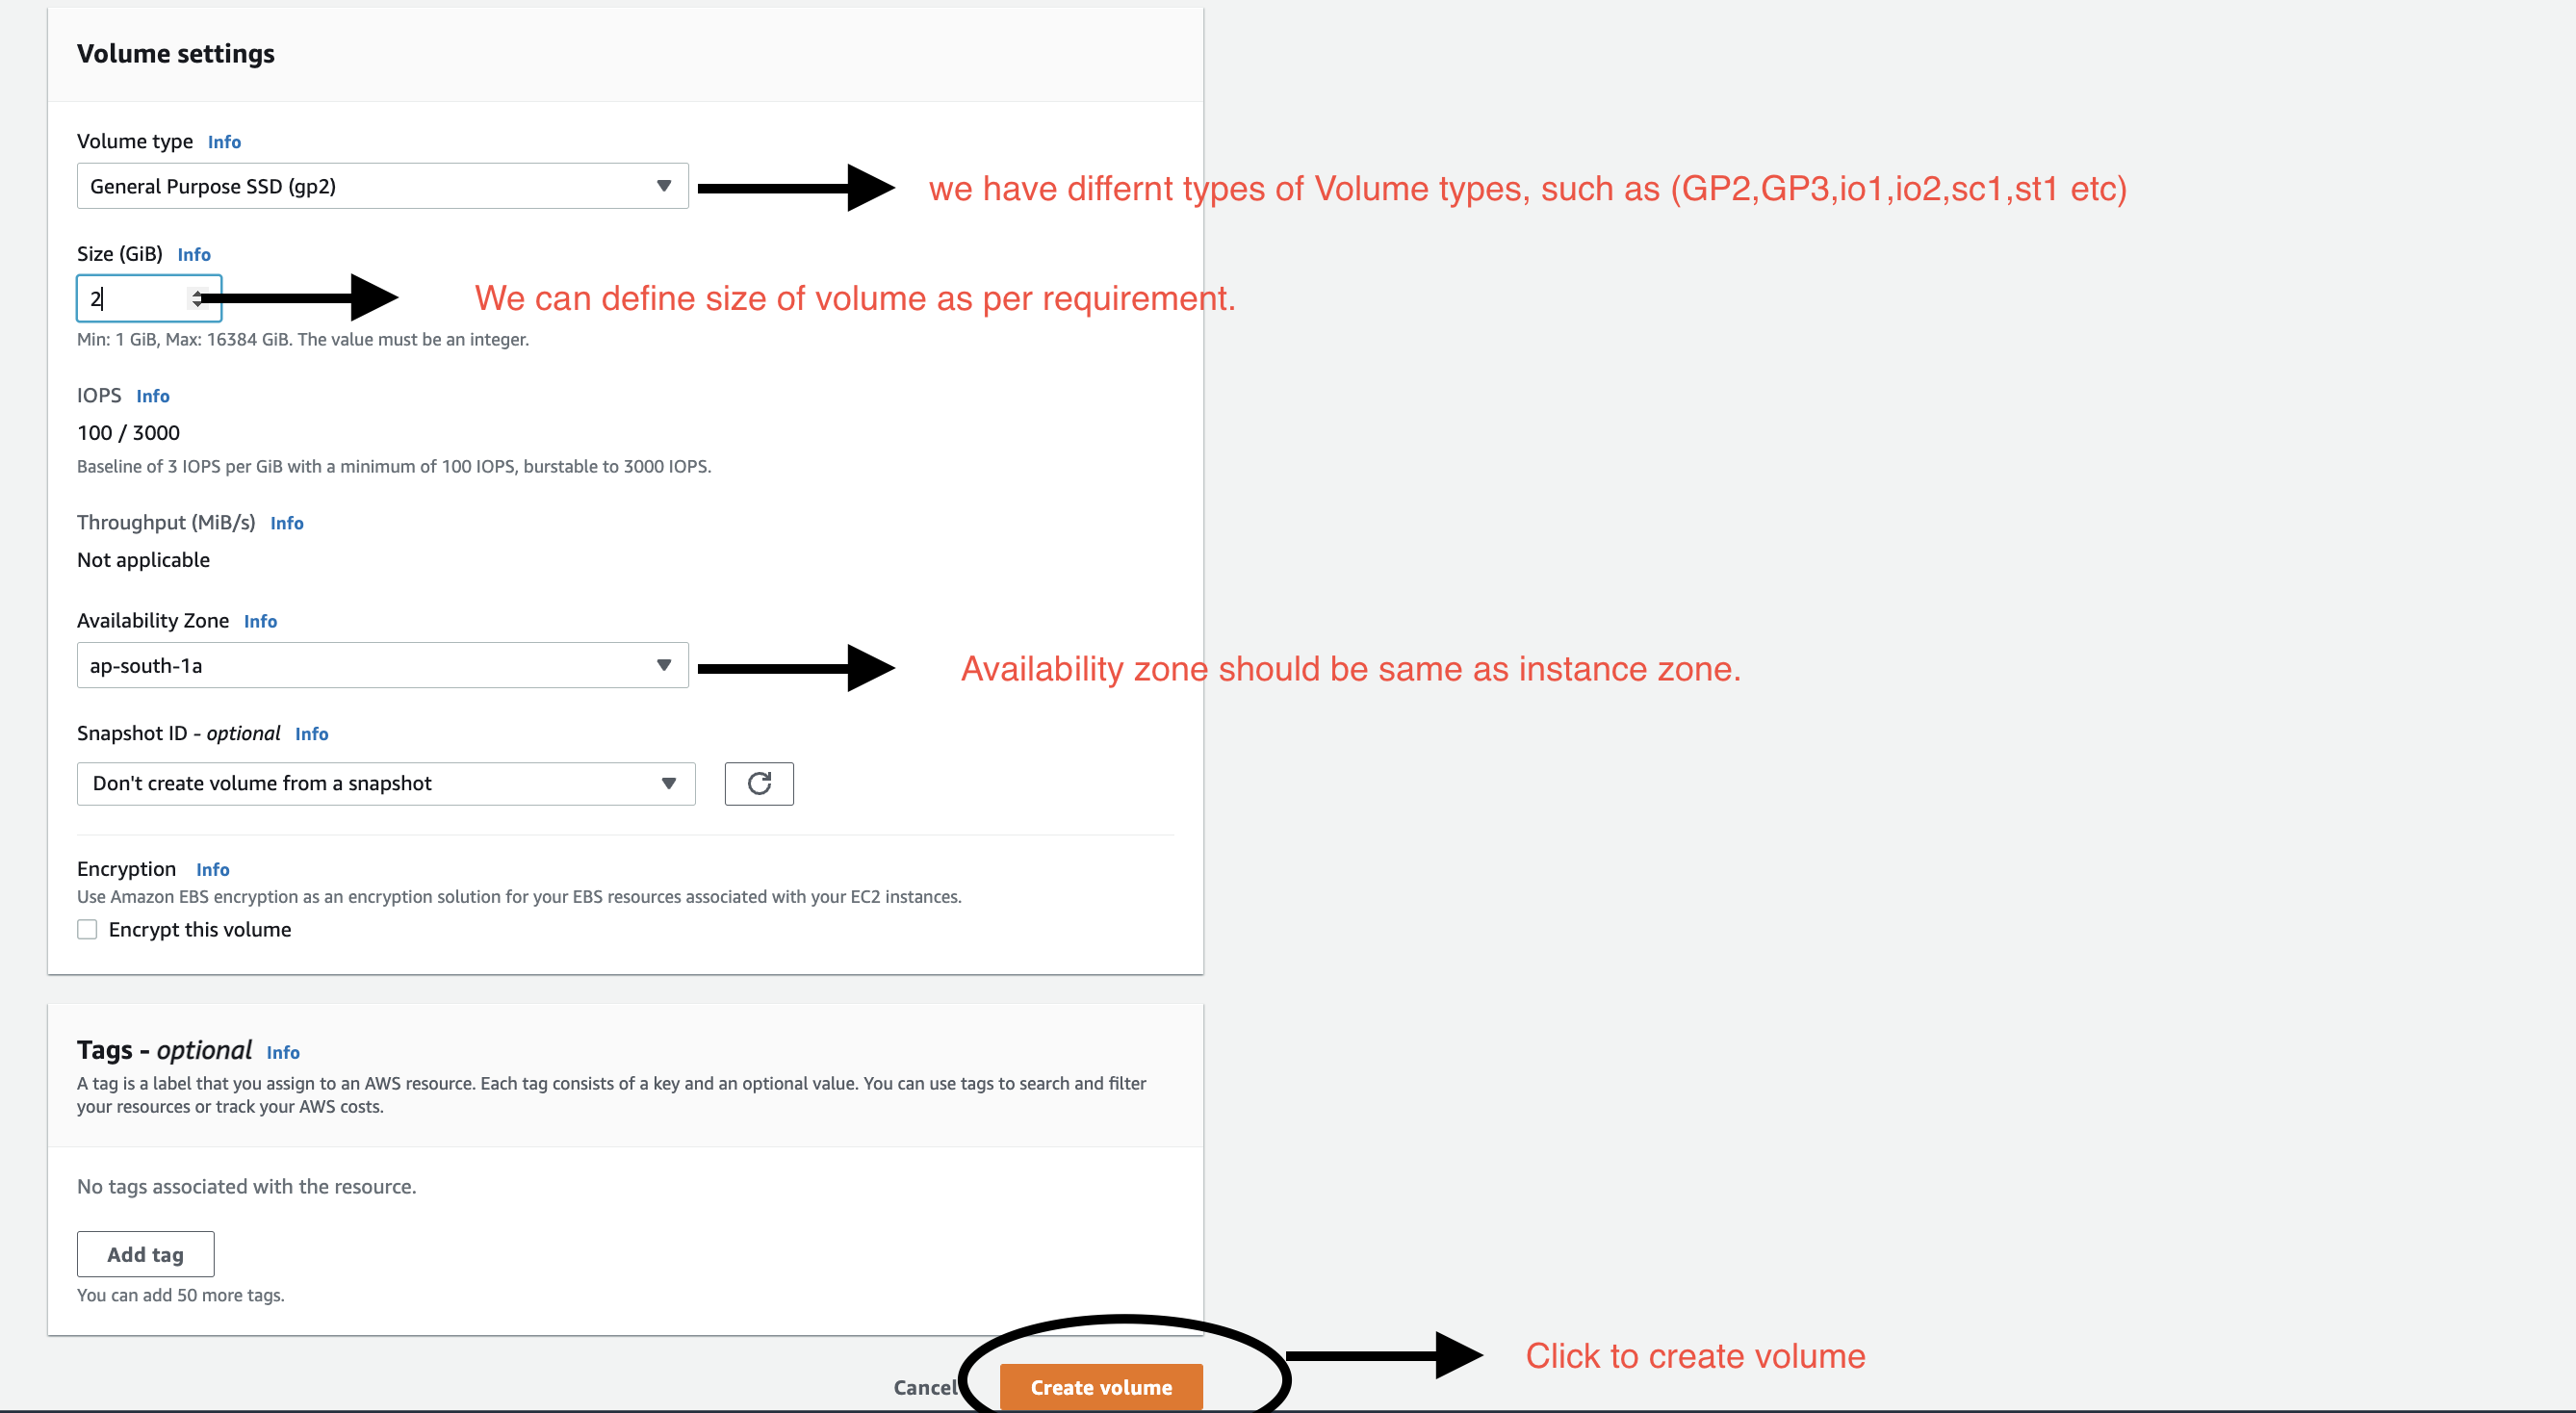 Volume settings
Volume type Info
General Purpose SSD (gp2)
we have differnt types of Volume types, such as (GP2,GP3,io1,io2,sc1,st1 etc)
Size (GiB) Info
2
We can define size of volume as per requirement.
Min: 1 GiB, Max: 16384 GiB. The value must be an integer.
IOPS Info
100 / 3000
Baseline of 3 IOPS per GiB with a minimum of 100 IOPS, burstable to 3000 IOPS.
Throughput (MiB/s) Info
Not applicable
Availability Zone Info
ap-south-1a
Availability zone should be same as instance zone.
Snapshot ID - optional Info
Don't create volume from a snapshot
Encryption Info
Use Amazon EBS encryption as an encryption solution for your EBS resources associated with your EC2 instances.
Encrypt this volume
Tags - optional Info
A tag is a label that you assign to an AWS resource. Each tag consists of a key and an optional value. You can use tags to search and filter
your resources or track your AWS costs.
No tags associated with the resource.
Add tag
You can add 50 more tags.
Click to create volume
Cancel Create volume